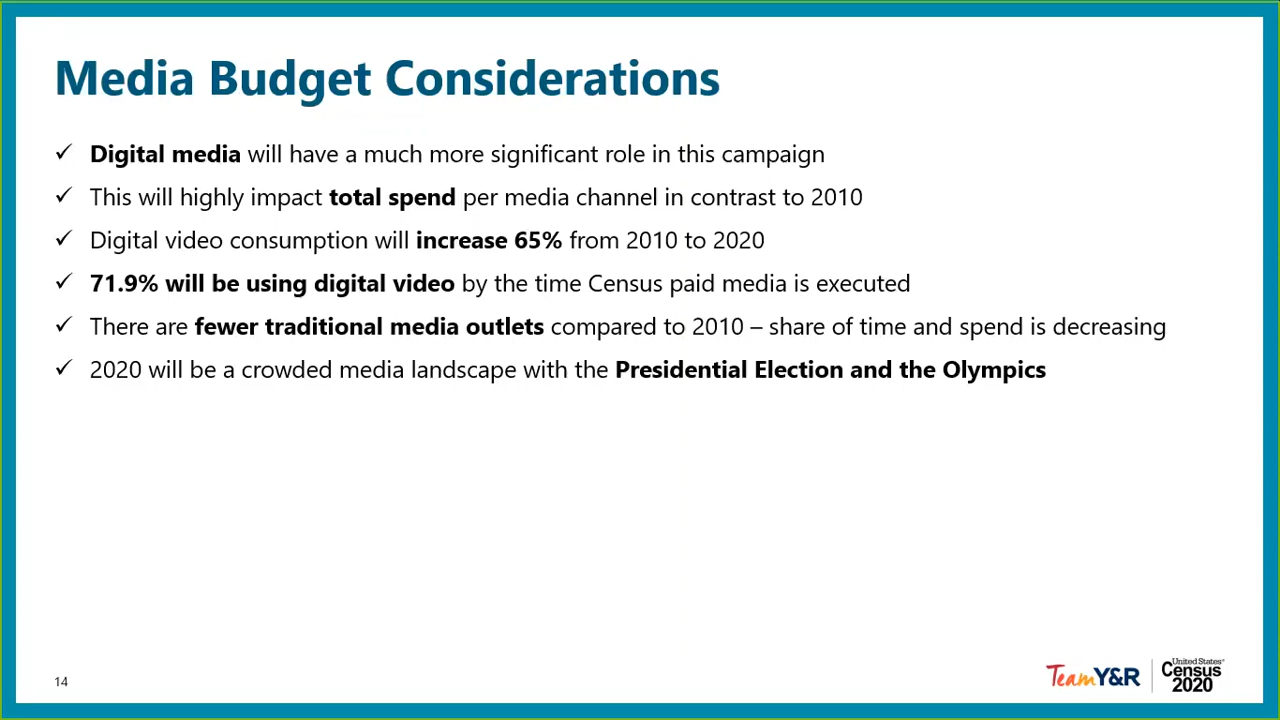 Media Budget Considerations
✓ Digital media will have a much more significant role in this campaign
✓ This will highly impact total spend per media channel in contrast to 2010
✓ Digital video consumption will increase 65% from 2010 to 2020
✓ 71.9% will be using digital video by the time Census paid media is executed
✓ There are fewer traditional media outlets compared to 2010 – share of time and spend is decreasing
✓ 2020 will be a crowded media landscape with the Presidential Election and the Olympics
14
TeamY&R
United States®
Census
2020